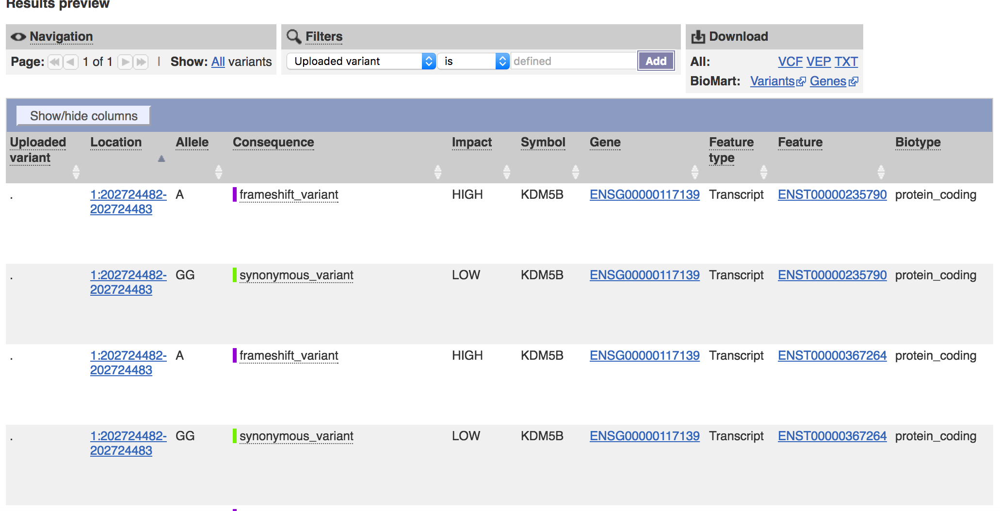 Results preview
Navigation
Page: 1 of 1 | Show: All variants
Filters
Uploaded variant is defined Add
Download
All: VCF VEP TXT
BioMart: Variants Genes
Show/hide columns
Uploaded variant Location Allele Consequence Impact Symbol Gene Feature type Feature Biotype
. 1:202724482-202724483 A frameshift_variant HIGH KDM5B ENSG00000117139 Transcript ENST00000235790 protein_coding
. 1:202724482-202724483 GG synonymous_variant LOW KDM5B ENSG00000117139 Transcript ENST00000235790 protein_coding
. 1:202724482-202724483 A frameshift_variant HIGH KDM5B ENSG00000117139 Transcript ENST00000367264 protein_coding
. 1:202724482-202724483 GG synonymous_variant LOW KDM5B ENSG00000117139 Transcript ENST00000367264 protein_coding